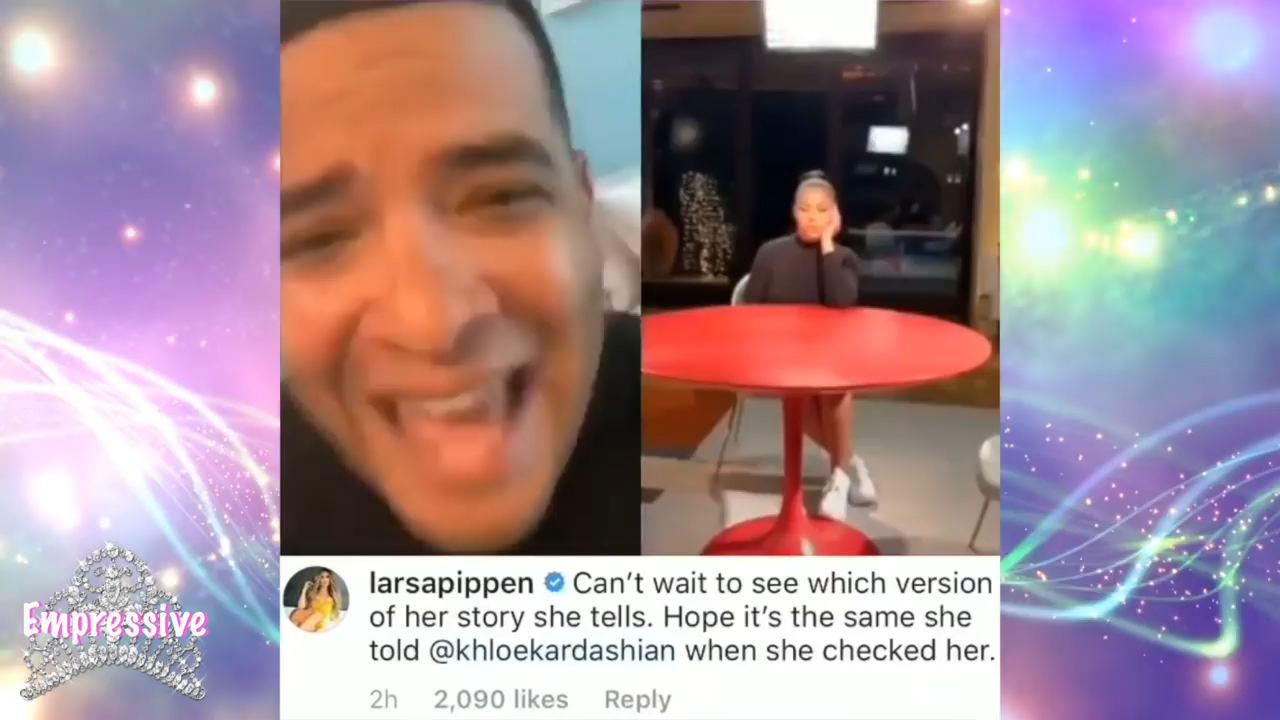 larsapippen Can't wait to see which version
of her story she tells. Hope it's the same she
told @khloekardashian when she checked her.
2h 2,090 likes Reply
Empressive